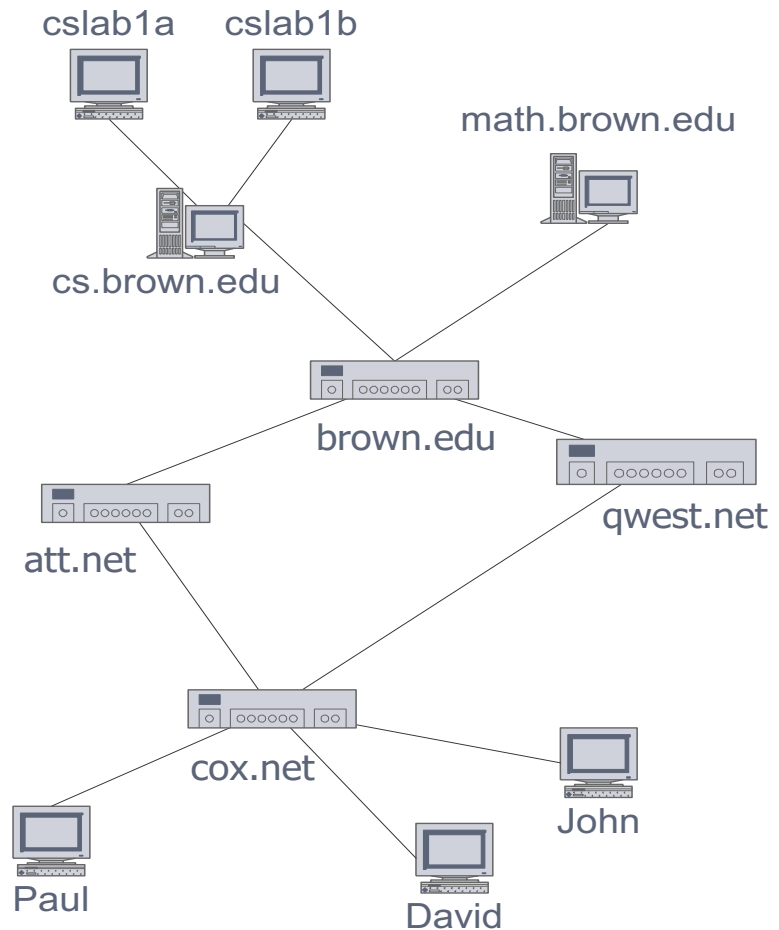 cslab1a
cslab1b
math.brown.edu
cs.brown.edu
brown.edu
qwest.net
att.net
cox.net
John
Paul
David